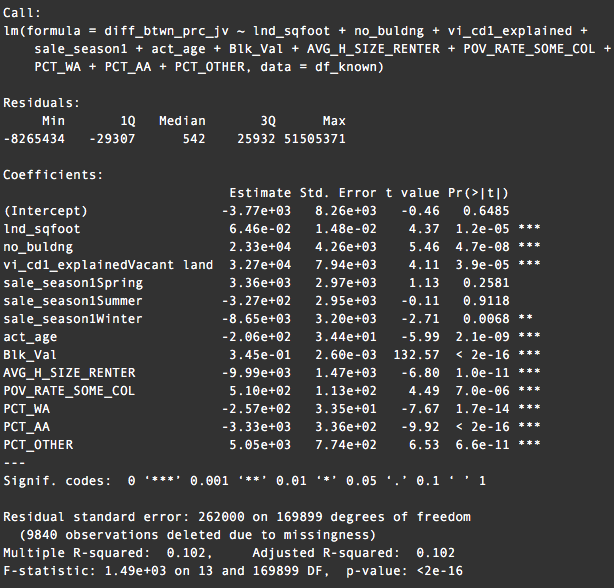 Call:
lm(formula = diff_btwn_prc_jv ~ lnd_sqfoot + no_buldng + vi_cd1_explained +
    sale_season1 + act_age + Blk_Val + AVG_H_SIZE_RENTER + POV_RATE_SOME_COL +
    PCT_WA + PCT_AA + PCT_OTHER, data = df_known)

Residuals:
     Min       1Q   Median       3Q      Max
-8265434   -29307      542    25932 51505371

Coefficients:
                             Estimate Std. Error t value Pr(>|t|)
(Intercept)                 -3.77e+03   8.26e+03   -0.46   0.6485
lnd_sqfoot                   6.46e-02   1.48e-02    4.37  1.2e-05 ***
no_buldng                    2.33e+04   4.26e+03    5.46  4.7e-08 ***
vi_cd1_explainedVacant land  3.27e+04   7.94e+03    4.11  3.9e-05 ***
sale_season1Spring           3.36e+03   2.97e+03    1.13   0.2581
sale_season1Summer          -3.27e+02   2.95e+03   -0.11   0.9118
sale_season1Winter          -8.65e+03   3.20e+03   -2.71   0.0068 **
act_age                     -2.06e+02   3.44e+01   -5.99  2.1e-09 ***
Blk_Val                      3.45e-01   2.60e-03  132.57  < 2e-16 ***
AVG_H_SIZE_RENTER           -9.99e+03   1.47e+03   -6.80  1.0e-11 ***
POV_RATE_SOME_COL            5.10e+02   1.13e+02    4.49  7.0e-06 ***
PCT_WA                      -2.57e+02   3.35e+01   -7.67  1.7e-14 ***
PCT_AA                      -3.33e+03   3.36e+02   -9.92  < 2e-16 ***
PCT_OTHER                    5.05e+03   7.74e+02    6.53  6.6e-11 ***
---
Signif. codes:  0 ‘***’ 0.001 ‘**’ 0.01 ‘*’ 0.05 ‘.’ 0.1 ‘ ’ 1

Residual standard error: 262000 on 169899 degrees of freedom
  (9840 observations deleted due to missingness)
Multiple R-squared:  0.102,     Adjusted R-squared:  0.102
F-statistic: 1.49e+03 on 13 and 169899 DF,  p-value: <2e-16